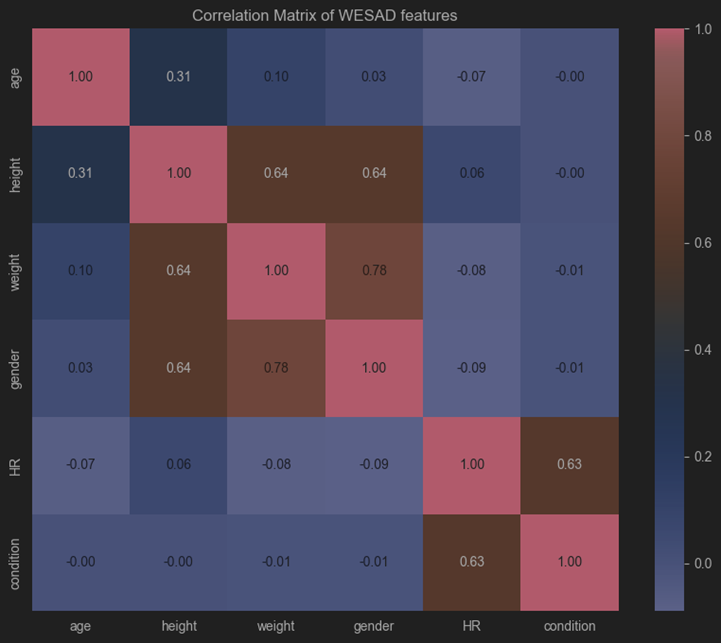 Correlation Matrix of WESAD features
age 1.00 0.31 0.10 0.03 -0.07 -0.00
height 0.31 1.00 0.64 0.64 0.06 -0.00
weight 0.10 0.64 1.00 0.78 -0.08 -0.01
gender 0.03 0.64 0.78 1.00 -0.09 -0.01
HR -0.07 0.06 -0.08 -0.09 1.00 0.63
condition -0.00 -0.00 -0.01 -0.01 0.63 1.00
age height weight gender HR condition
1.0
0.8
0.6
0.4
0.2
0.0